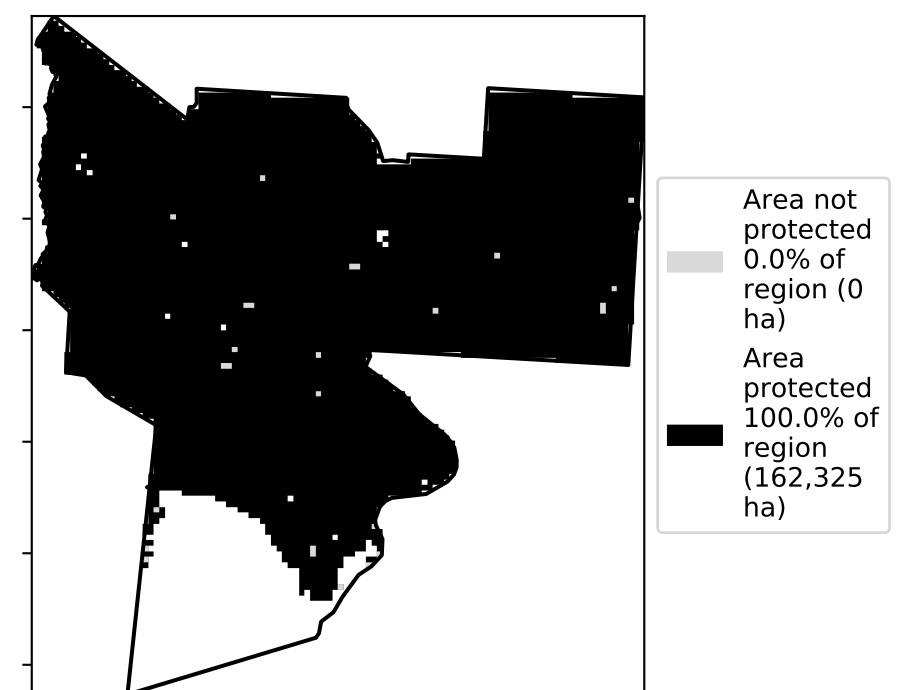 Area not
protected
0.0% of
region (0
ha)
Area
protected
100.0% of
region
(162,325
ha)